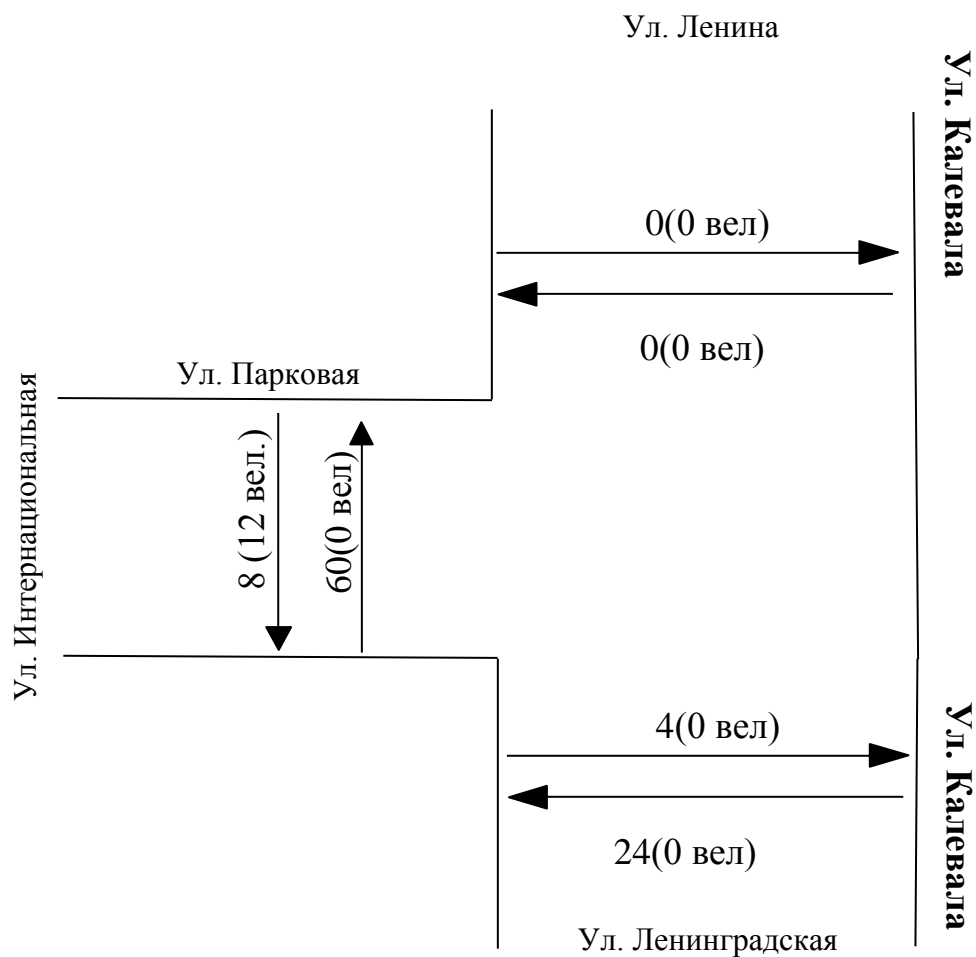 Ул. Ленина
Ул. Калевала
0(0 вел)
0(0 вел)
Ул. Парковая
Ул. Интернациональная
8 (12 вел.)
60(0 вел)
4(0 вел)
24(0 вел)
Ул. Калевала
Ул. Ленинградская